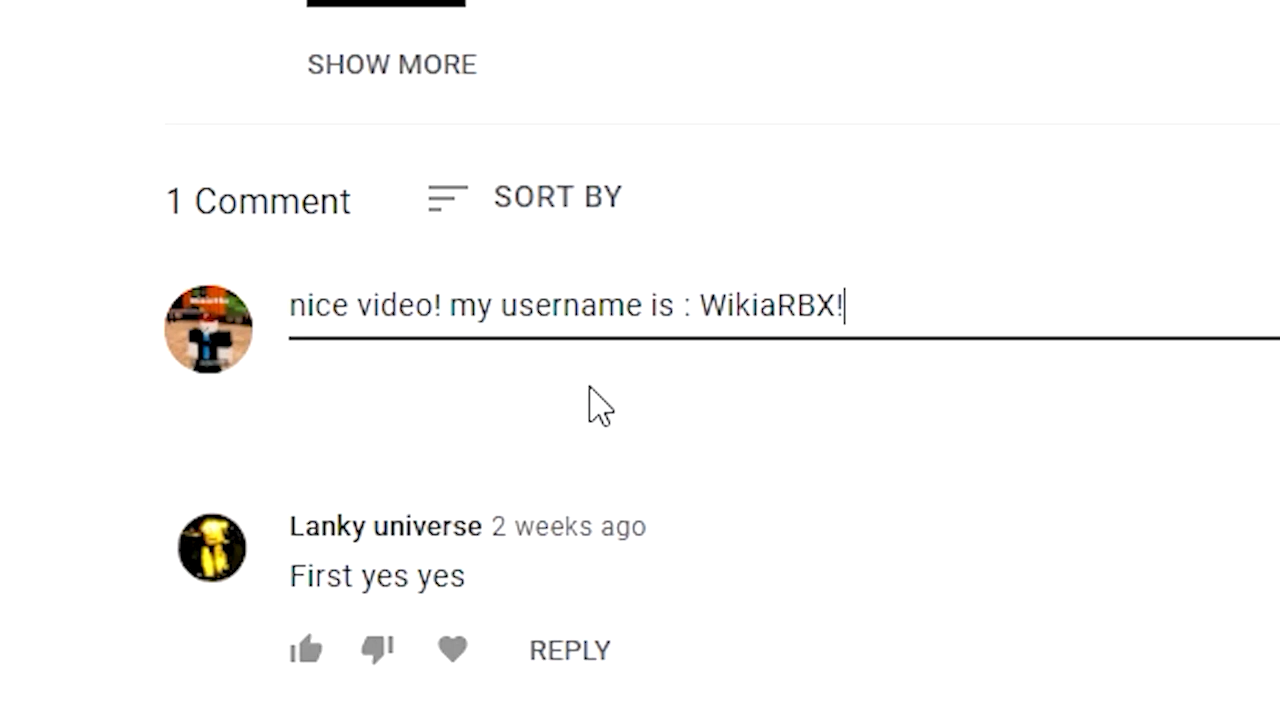 SHOW MORE
1 Comment
SORT BY
nice video! my username is : WikiaRBX!
Lanky universe 2 weeks ago
First yes yes
REPLY